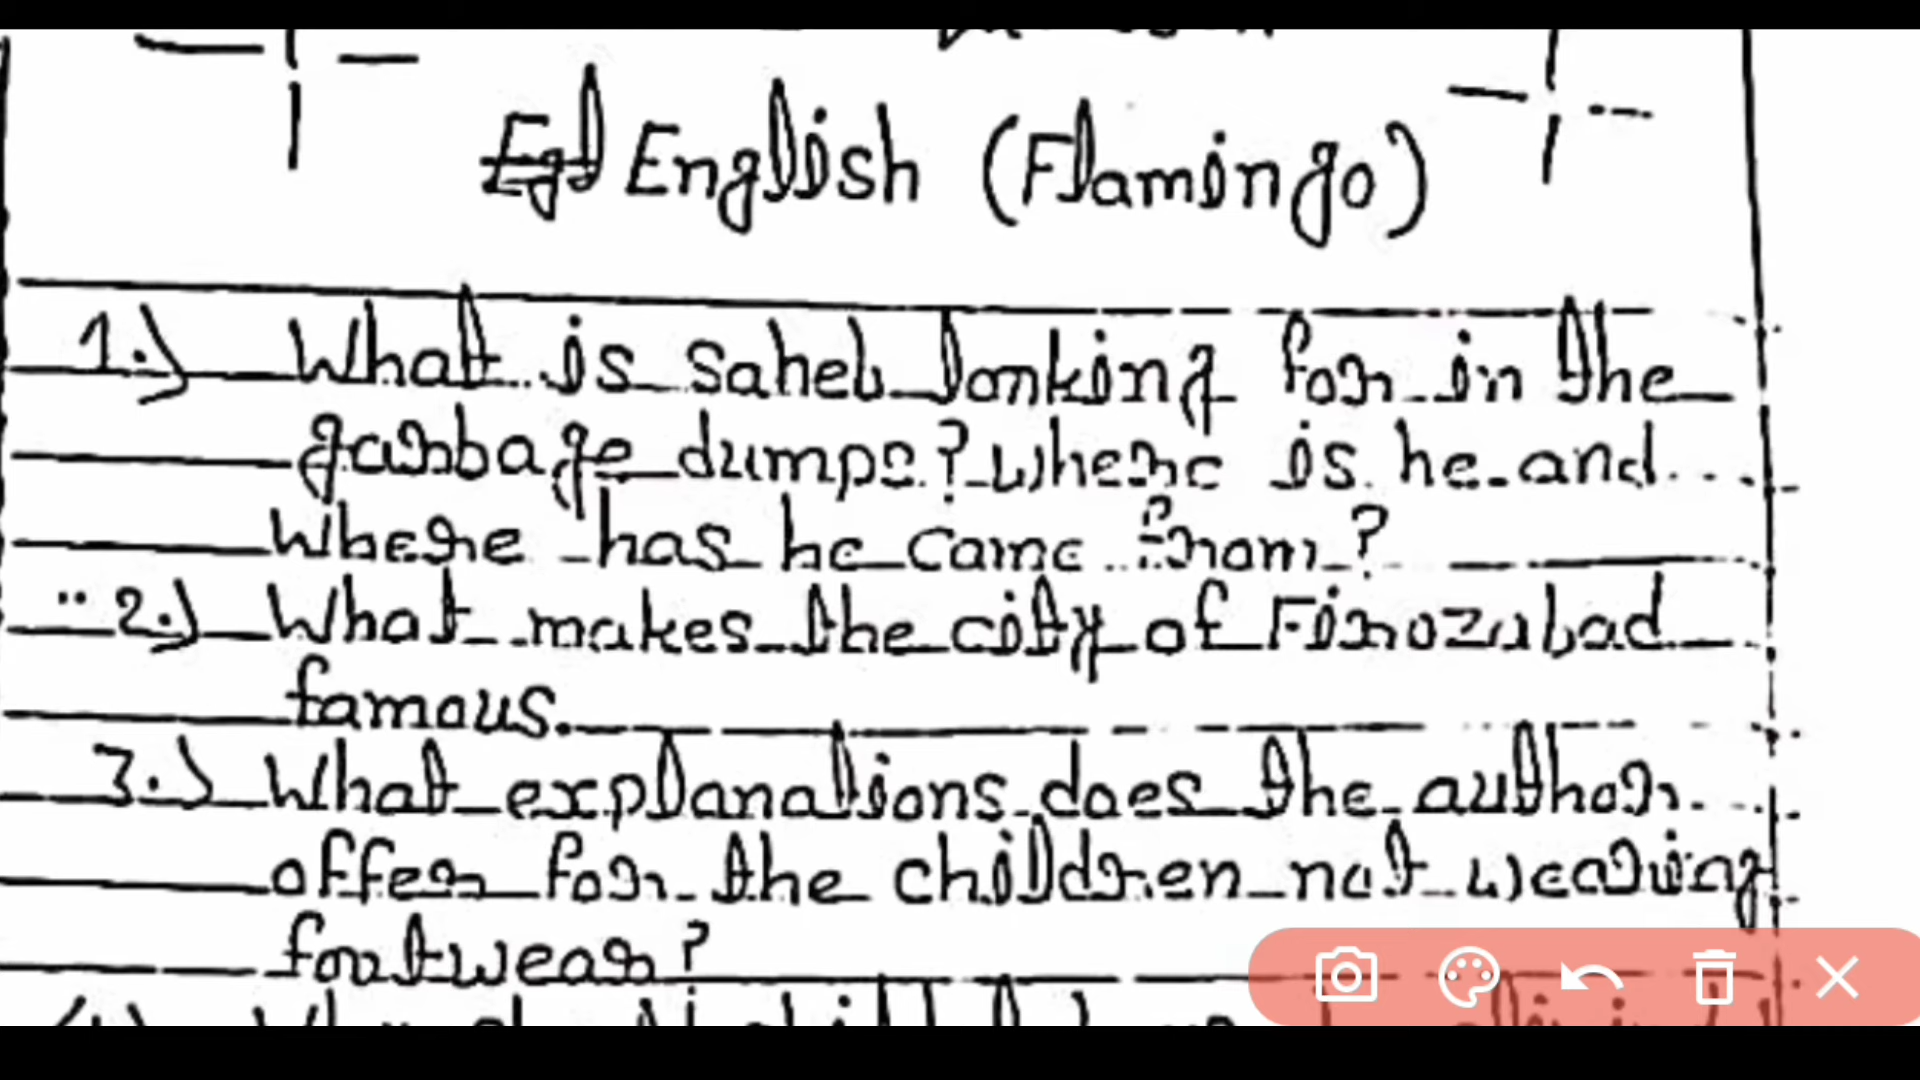 Egl English (Flamingo)
1.) What is saheb looking for in the
garbage dumps? where is he and
where has he came from?
2.) What makes the city of Firozabad
famous.
3.) What explanations does the author
offer for the children not wearing
footwear?